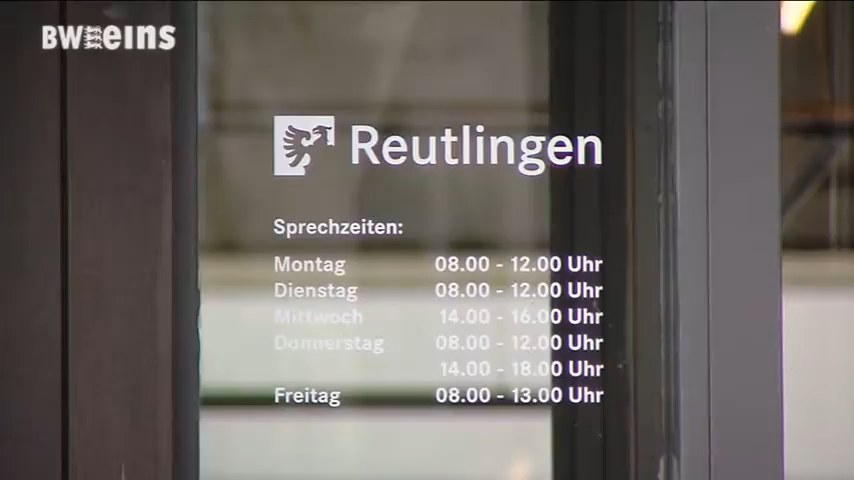 BW eins
Reutlingen
Sprechzeiten:
Montag 08.00 - 12.00 Uhr
Dienstag 08.00 - 12.00 Uhr
Mittwoch 14.00 - 16.00 Uhr
Donnerstag 08.00 - 12.00 Uhr
14.00 - 18.00 Uhr
Freitag 08.00 - 13.00 Uhr